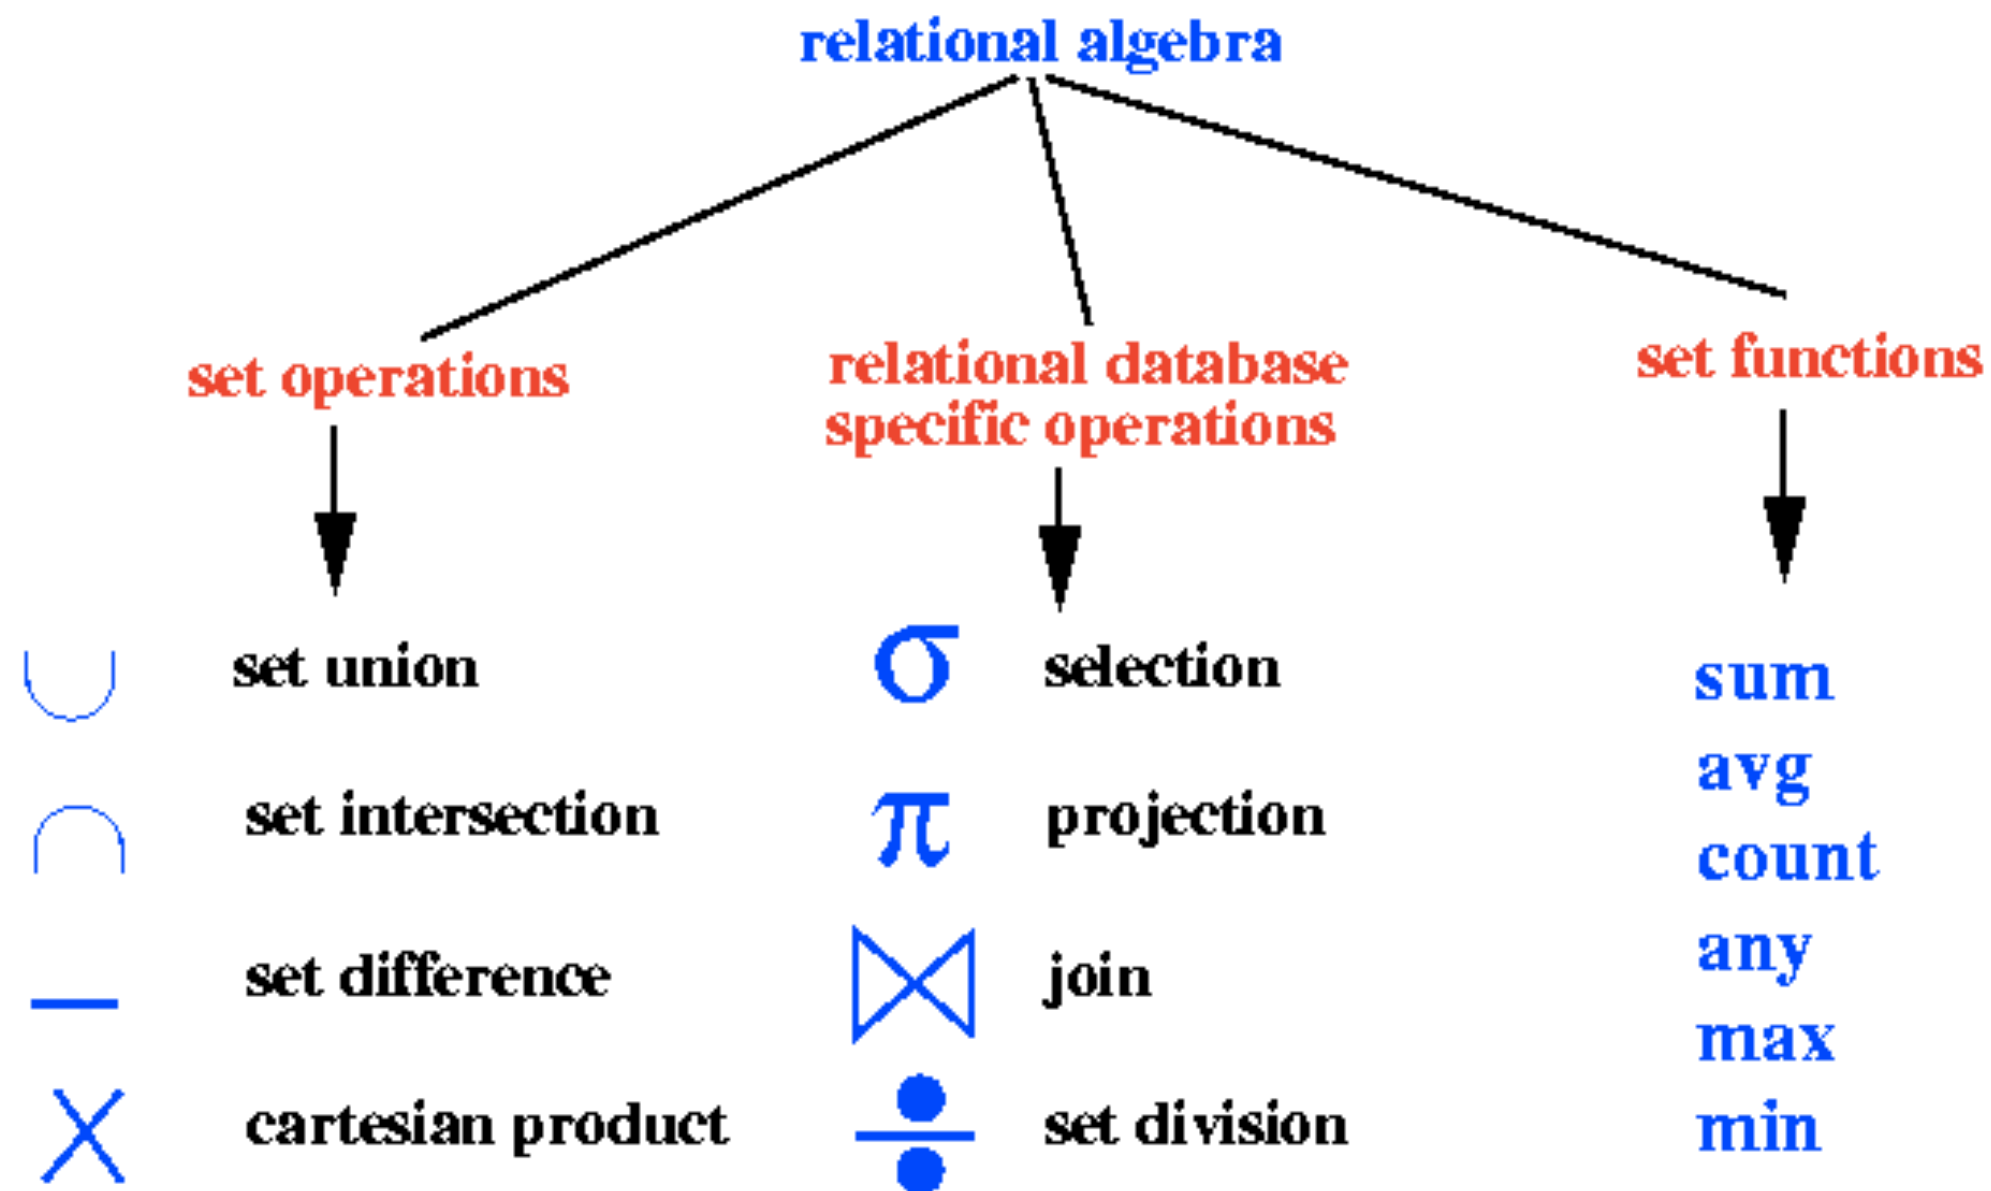 relational algebra
set operations
relational database
specific operations
set functions
∪ set union
∩ set intersection
− set difference
× cartesian product
σ selection
π projection
⋈ join
÷ set division
sum
avg
count
any
max
min